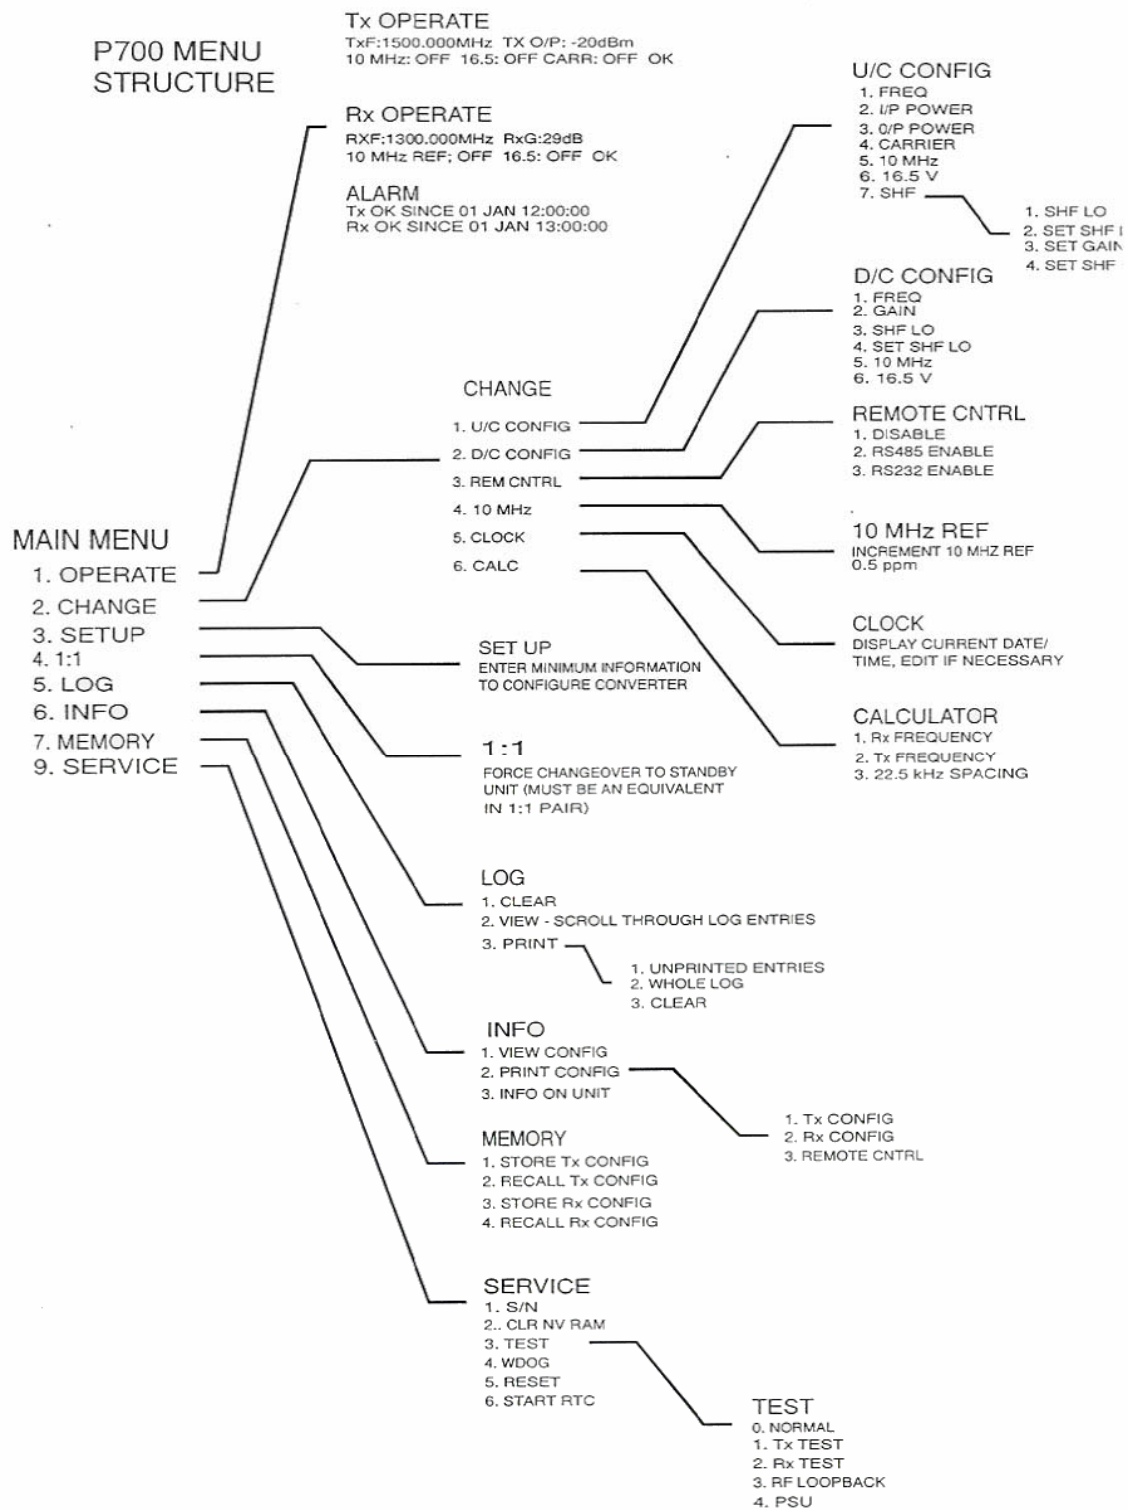 P700 MENU
STRUCTURE
Tx OPERATE
TxF:1500.000MHz TX O/P: -20dBm
10 MHz: OFF 16.5: OFF CARR: OFF OK
Rx OPERATE
RXF:1300.000MHz RxG:29dB
10 MHz REF; OFF 16.5: OFF OK
ALARM
Tx OK SINCE 01 JAN 12:00:00
Rx OK SINCE 01 JAN 13:00:00
U/C CONFIG
1. FREQ
2. I/P POWER
3. 0/P POWER
4. CARRIER
5. 10 MHz
6. 16.5 V
7. SHF
1. SHF LO
2. SET SHF
3. SET GAIN
4. SET SHF
D/C CONFIG
1. FREQ
2. GAIN
3. SHF LO
4. SET SHF LO
5. 10 MHz
6. 16.5 V
CHANGE
1. U/C CONFIG
2. D/C CONFIG
3. REM CNTRL
4. 10 MHz
5. CLOCK
6. CALC
REMOTE CNTRL
1. DISABLE
2. RS485 ENABLE
3. RS232 ENABLE
10 MHz REF
INCREMENT 10 MHZ REF
0.5 ppm
CLOCK
DISPLAY CURRENT DATE/
TIME, EDIT IF NECESSARY
CALCULATOR
1. Rx FREQUENCY
2. Tx FREQUENCY
3. 22.5 kHz SPACING
MAIN MENU
1. OPERATE
2. CHANGE
3. SETUP
4. 1:1
5. LOG
6. INFO
7. MEMORY
9. SERVICE
SET UP
ENTER MINIMUM INFORMATION
TO CONFIGURE CONVERTER
1:1
FORCE CHANGEOVER TO STANDBY
UNIT (MUST BE AN EQUIVALENT
IN 1:1 PAIR)
LOG
1. CLEAR
2. VIEW - SCROLL THROUGH LOG ENTRIES
3. PRINT
1. UNPRINTED ENTRIES
2. WHOLE LOG
3. CLEAR
INFO
1. VIEW CONFIG
2. PRINT CONFIG
3. INFO ON UNIT
1. Tx CONFIG
2. Rx CONFIG
3. REMOTE CNTRL
MEMORY
1. STORE Tx CONFIG
2. RECALL Tx CONFIG
3. STORE Rx CONFIG
4. RECALL Rx CONFIG
SERVICE
1. S/N
2.. CLR NV RAM
3. TEST
4. WDOG
5. RESET
6. START RTC
TEST
0. NORMAL
1. Tx TEST
2. Rx TEST
3. RF LOOPBACK
4. PSU